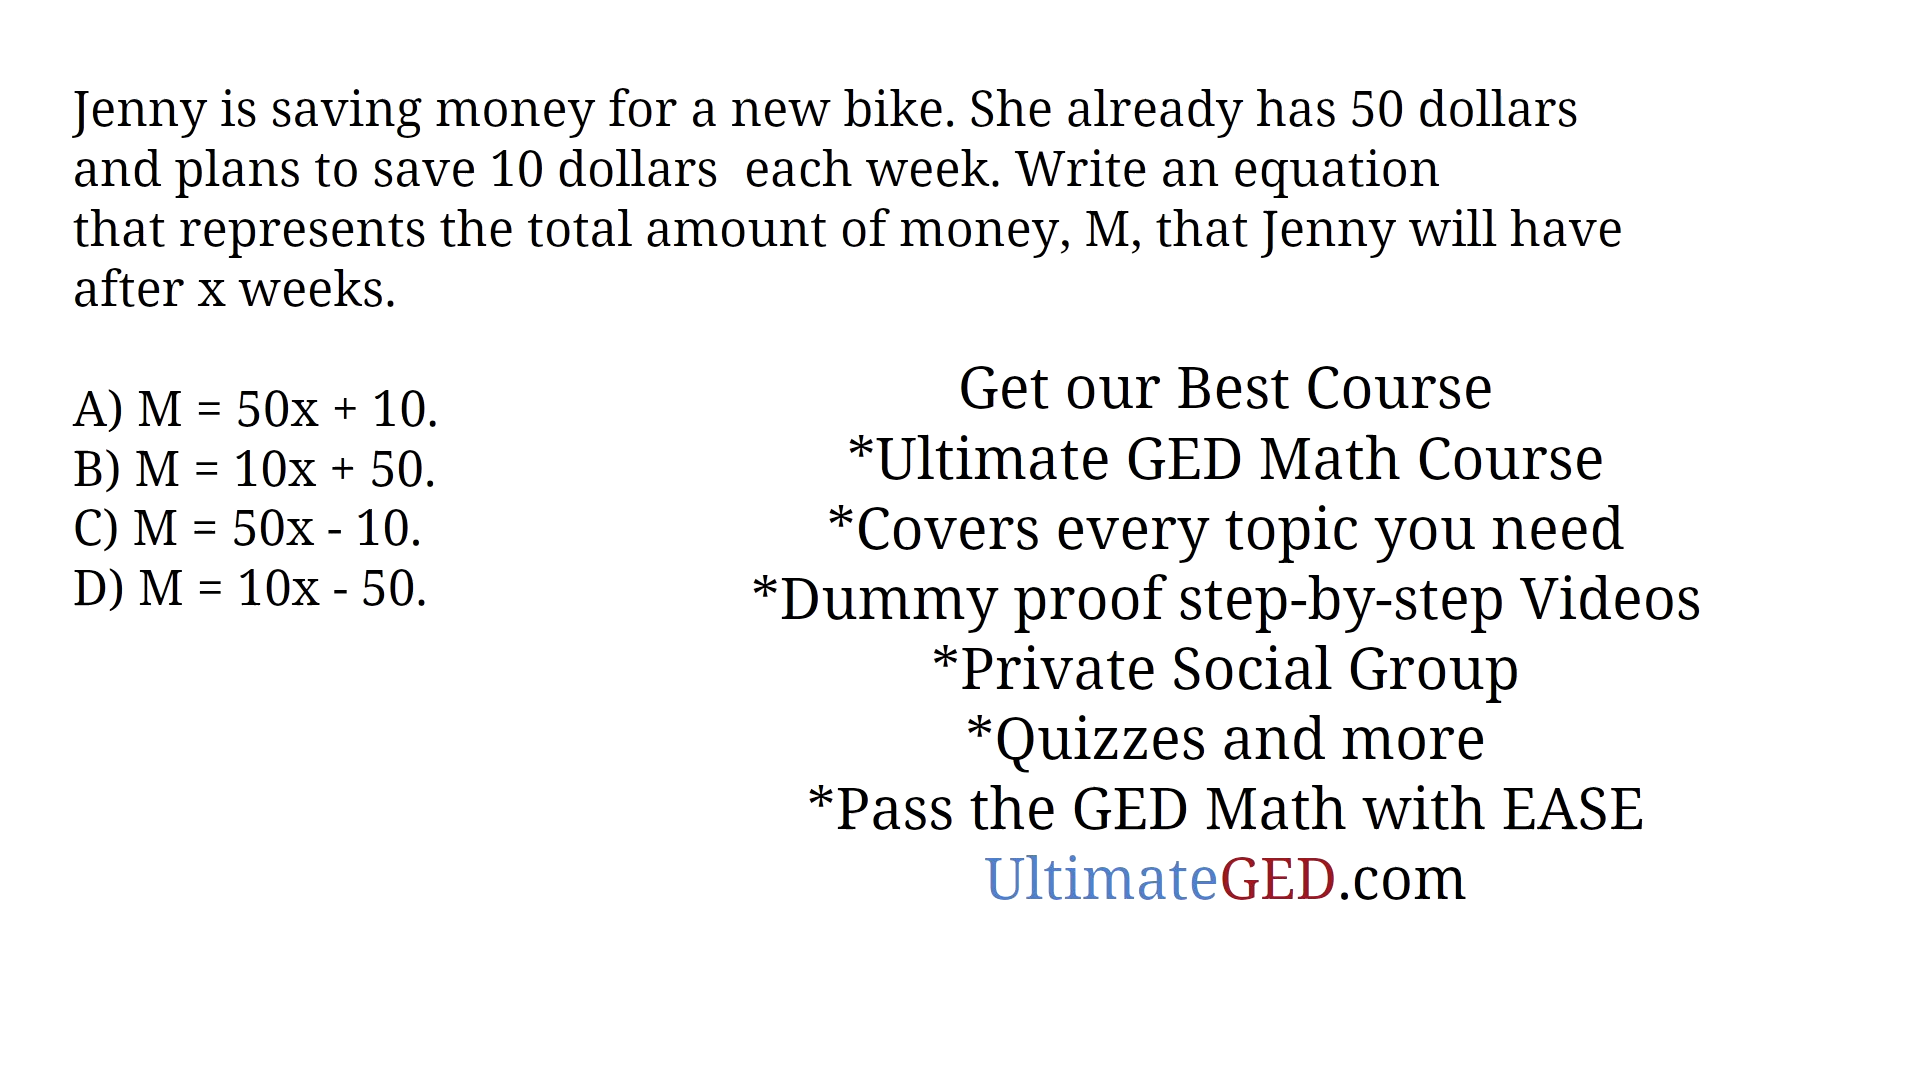 Jenny is saving money for a new bike. She already has 50 dollars
and plans to save 10 dollars  each week. Write an equation
that represents the total amount of money, M, that Jenny will have
after x weeks.
A) M = 50x + 10.
B) M = 10x + 50.
C) M = 50x - 10.
D) M = 10x - 50.
Get our Best Course
*Ultimate GED Math Course
*Covers every topic you need
*Dummy proof step-by-step Videos
*Private Social Group
*Quizzes and more
*Pass the GED Math with EASE
UltimateGED.com